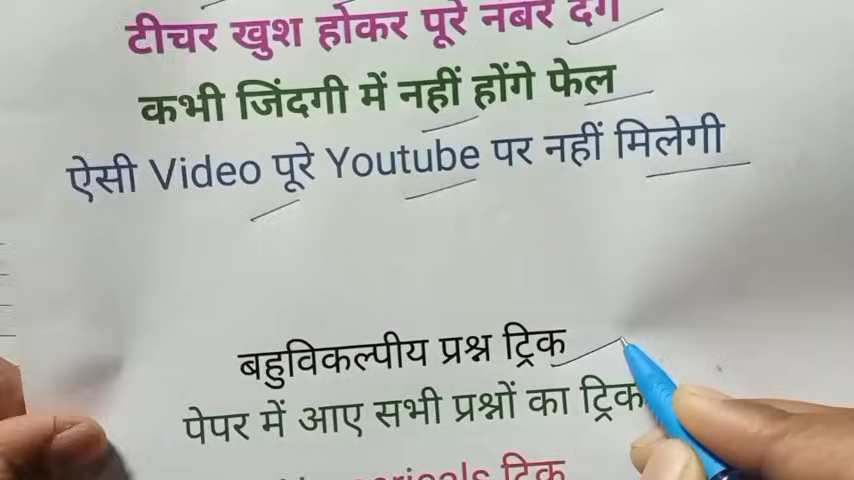 टीचर खुश होकर पूरे नंबर देंगे
कभी जिंदगी में नहीं होंगे फेल
ऐसी Video पूरे Youtube पर नहीं मिलेगी
बहुविकल्पीय प्रश्न ट्रिक
पेपर में आए सभी प्रश्नों का ट्रिक
ट्रिक